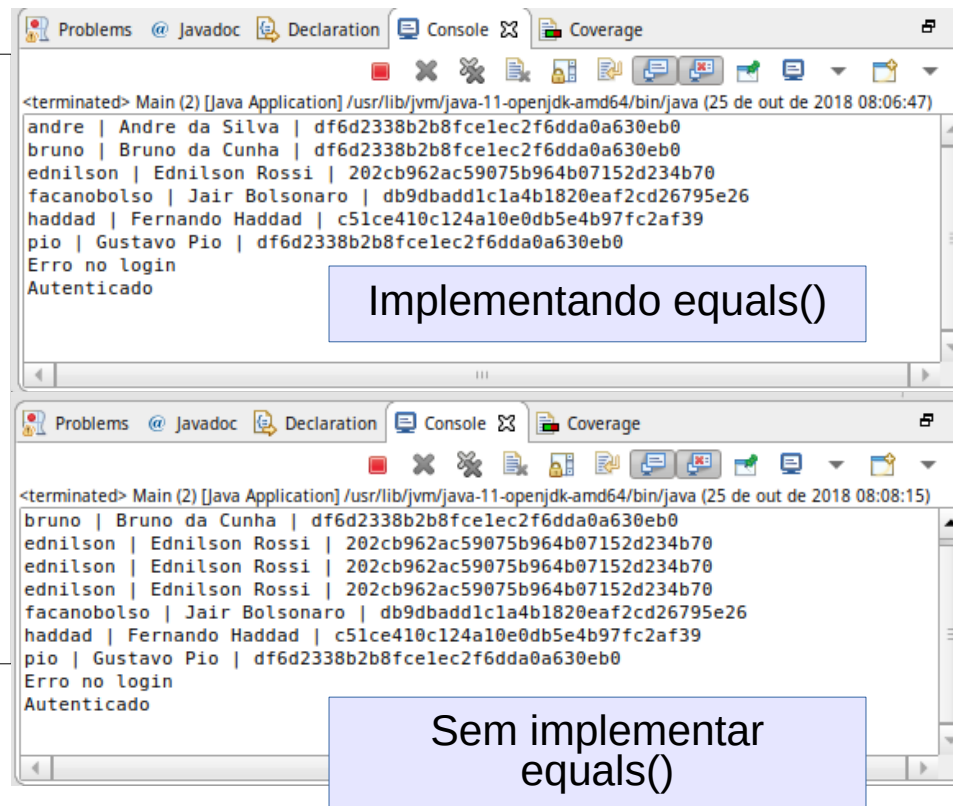 Problems @ Javadoc Declaration Console Coverage
<terminated> Main (2) [Java Application] /usr/lib/jvm/java-11-openjdk-amd64/bin/java (25 de out de 2018 08:06:47)
andre | Andre da Silva | df6d2338b2b8fce1ec2f6dda0a630eb0
bruno | Bruno da Cunha | df6d2338b2b8fce1ec2f6dda0a630eb0
ednilson | Ednilson Rossi | 202cb962ac59075b964b07152d234b70
facanobolso | Jair Bolsonaro | db9dbadd1c1a4b1820eaf2cd26795e26
haddad | Fernando Haddad | c51ce410c124a10e0db5e4b97fc2af39
pio | Gustavo Pio | df6d2338b2b8fce1ec2f6dda0a630eb0
Erro no login
Autenticado
Implementando equals()
Problems @ Javadoc Declaration Console Coverage
<terminated> Main (2) [Java Application] /usr/lib/jvm/java-11-openjdk-amd64/bin/java (25 de out de 2018 08:08:15)
bruno | Bruno da Cunha | df6d2338b2b8fce1ec2f6dda0a630eb0
ednilson | Ednilson Rossi | 202cb962ac59075b964b07152d234b70
ednilson | Ednilson Rossi | 202cb962ac59075b964b07152d234b70
ednilson | Ednilson Rossi | 202cb962ac59075b964b07152d234b70
facanobolso | Jair Bolsonaro | db9dbadd1c1a4b1820eaf2cd26795e26
haddad | Fernando Haddad | c51ce410c124a10e0db5e4b97fc2af39
pio | Gustavo Pio | df6d2338b2b8fce1ec2f6dda0a630eb0
Erro no login
Autenticado
Sem implementar
equals()